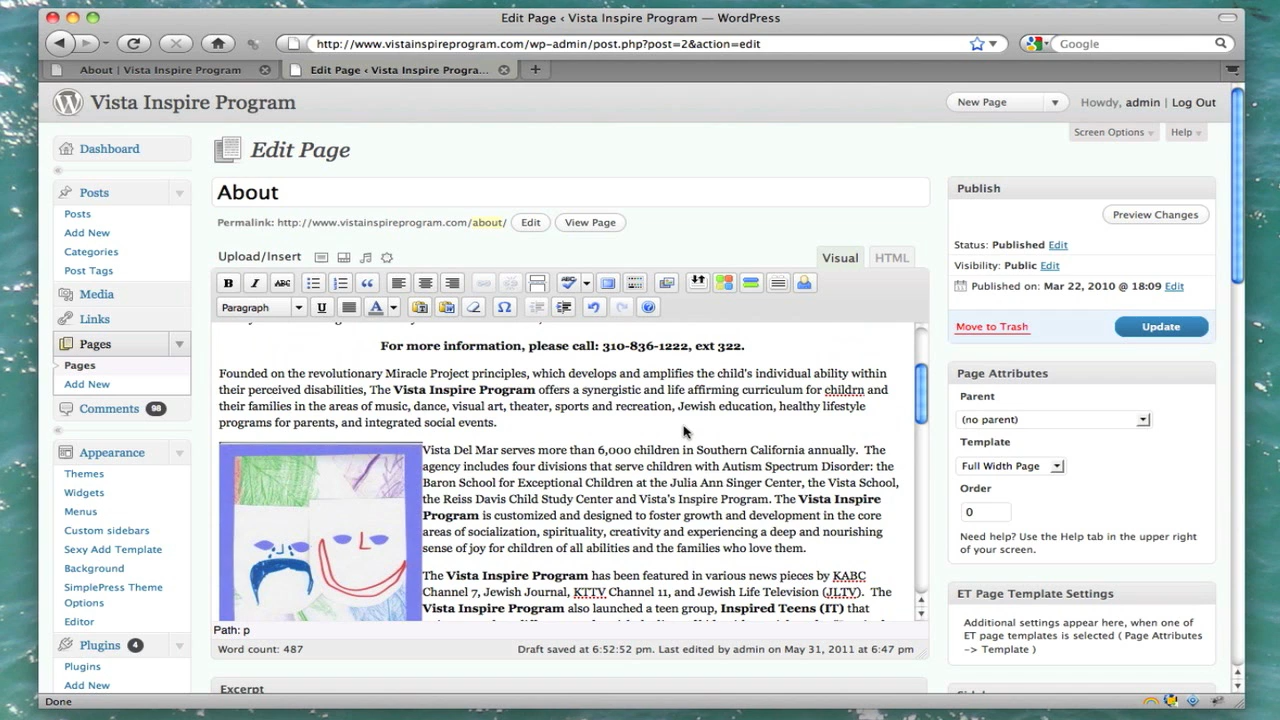 Edit Page ‹ Vista Inspire Program — WordPress
http://www.vistainspireprogram.com/wp-admin/post.php?post=2&action=edit
Google
About | Vista Inspire Program
Edit Page ‹ Vista Inspire Progra...
Vista Inspire Program
New Page
Howdy, admin | Log Out
Screen Options
Help
Dashboard
Posts
Posts
Add New
Categories
Post Tags
Media
Links
Pages
Pages
Add New
Comments 98
Appearance
Themes
Widgets
Menus
Custom sidebars
Sexy Add Template
Background
SimplePress Theme
Options
Editor
Plugins 4
Plugins
Add New
Edit Page
About
Permalink: http://www.vistainspireprogram.com/about/ Edit View Page
Upload/Insert
Visual
HTML
B I ABC
ABC
Paragraph
U
A
For more information, please call: 310-836-1222, ext 322.
Founded on the revolutionary Miracle Project principles, which develops and amplifies the child's individual ability within
their perceived disabilities, The Vista Inspire Program offers a synergistic and life affirming curriculum for childrn and
their families in the areas of music, dance, visual art, theater, sports and recreation, Jewish education, healthy lifestyle
programs for parents, and integrated social events.
Vista Del Mar serves more than 6,000 children in Southern California annually. The
agency includes four divisions that serve children with Autism Spectrum Disorder: the
Baron School for Exceptional Children at the Julia Ann Singer Center, the Vista School,
the Reiss Davis Child Study Center and Vista's Inspire Program. The Vista Inspire
Program is customized and designed to foster growth and development in the core
areas of socialization, spirituality, creativity and experiencing a deep and nourishing
sense of joy for children of all abilities and the families who love them.
The Vista Inspire Program has been featured in various news pieces by KABC
Channel 7, Jewish Journal, KTTV Channel 11, and Jewish Life Television (JLTV). The
Vista Inspire Program also launched a teen group, Inspired Teens (IT) that
Path: p
Word count: 487
Draft saved at 6:52:52 pm. Last edited by admin on May 31, 2011 at 6:47 pm
Excerpt
Publish
Preview Changes
Status: Published Edit
Visibility: Public Edit
Published on: Mar 22, 2010 @ 18:09 Edit
Move to Trash
Update
Page Attributes
Parent
(no parent)
Template
Full Width Page
Order
0
Need help? Use the Help tab in the upper right
of your screen.
ET Page Template Settings
Additional settings appear here, when one of
ET page templates is selected ( Page Attributes
-> Template )
Done